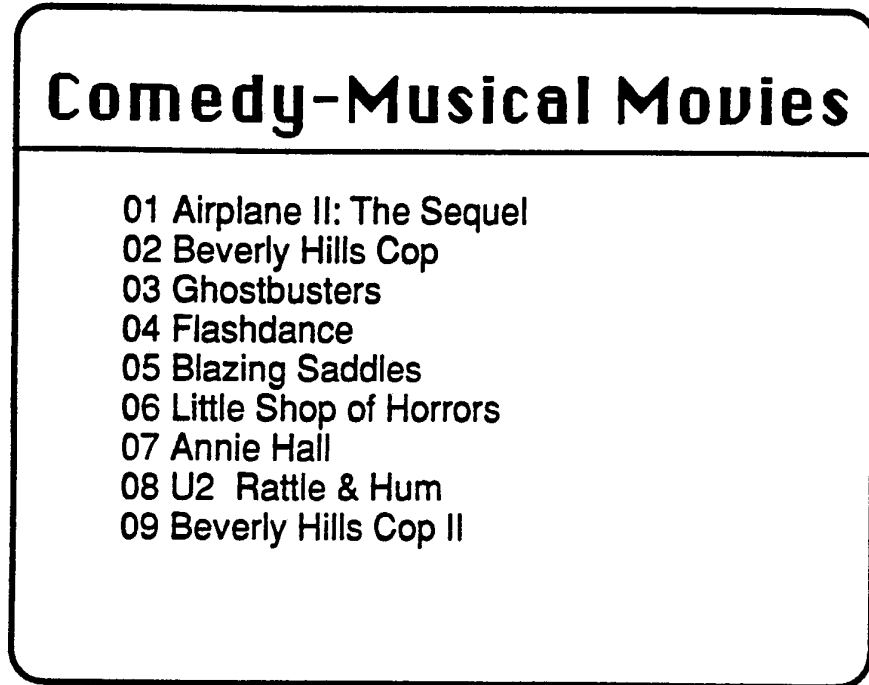 Comedy-Musical Movies
01 Airplane II: The Sequel
02 Beverly Hills Cop
03 Ghostbusters
04 Flashdance
05 Blazing Saddles
06 Little Shop of Horrors
07 Annie Hall
08 U2  Rattle & Hum
09 Beverly Hills Cop II